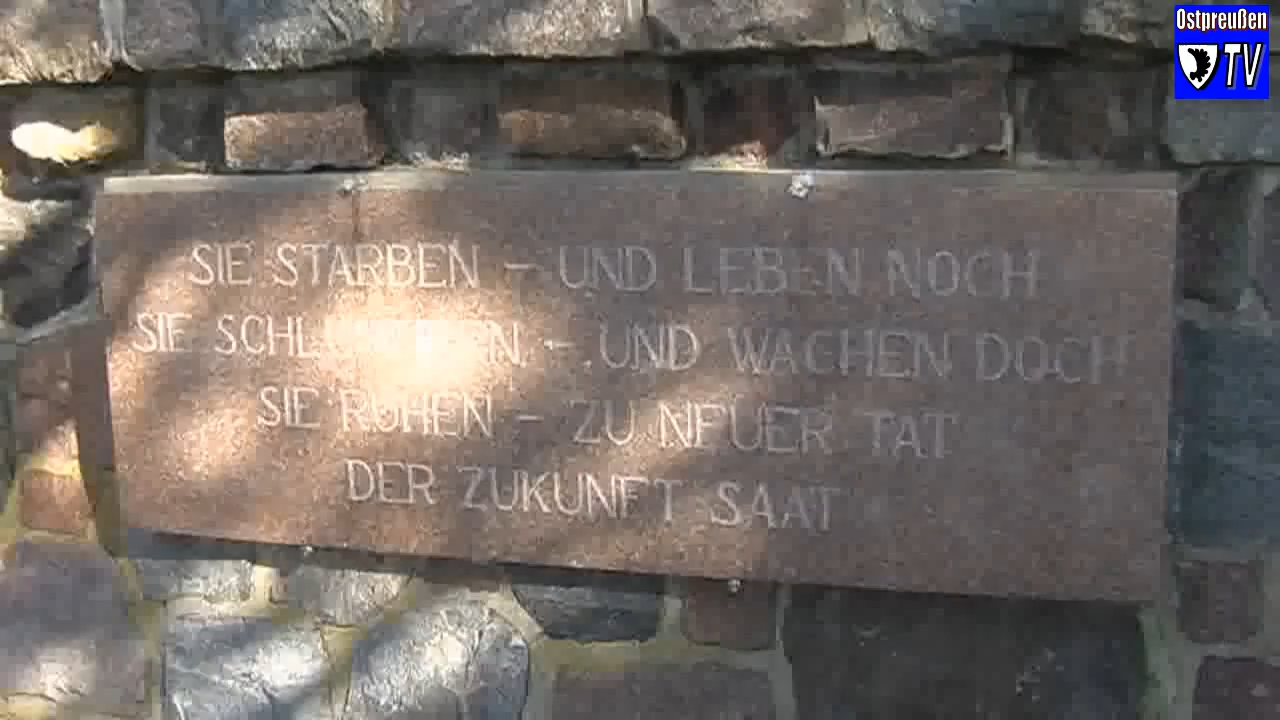 Ostpreußen
TV
SIE STARBEN – UND LEBEN NOCH
SIE SCHLUMMERN – UND WACHEN DOCH
SIE RUHEN – ZU NEUER TAT
DER ZUKUNFT SAAT